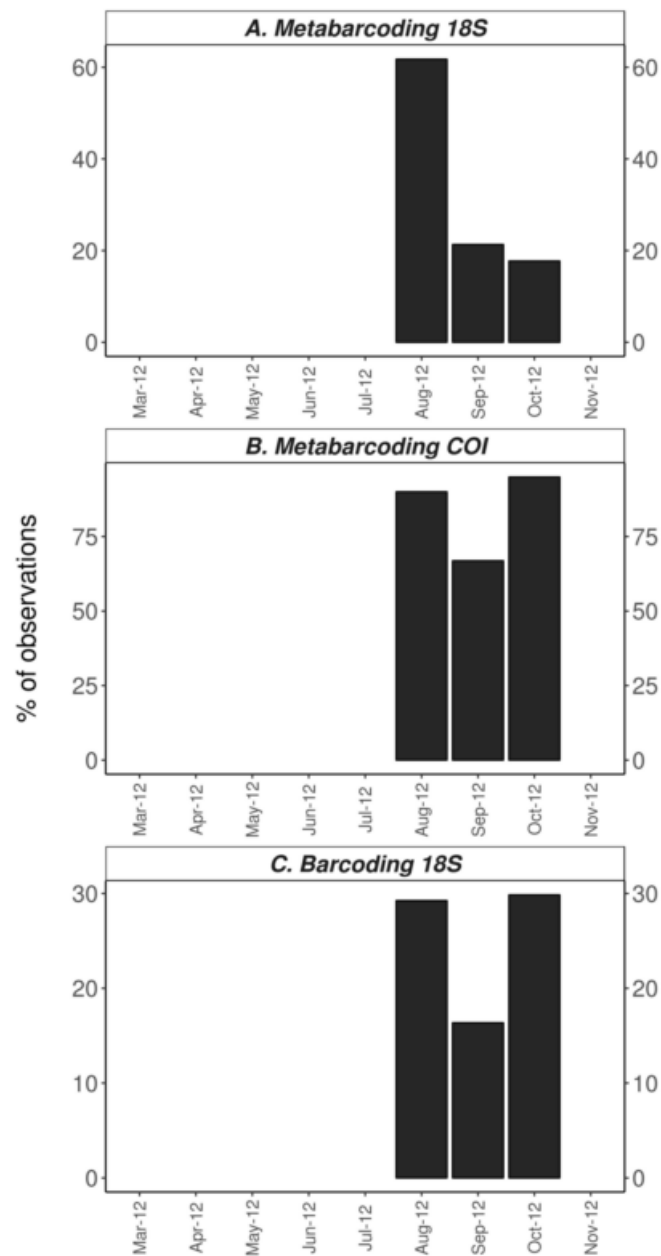 A. Metabarcoding 18S
60 60
40 40
20 20
0 0
Mar-12 Apr-12 May-12 Jun-12 Jul-12 Aug-12 Sep-12 Oct-12 Nov-12
B. Metabarcoding COI
% of observations
75 75
50 50
25 25
0 0
Mar-12 Apr-12 May-12 Jun-12 Jul-12 Aug-12 Sep-12 Oct-12 Nov-12
C. Barcoding 18S
30 30
20 20
10 10
0 0
Mar-12 Apr-12 May-12 Jun-12 Jul-12 Aug-12 Sep-12 Oct-12 Nov-12